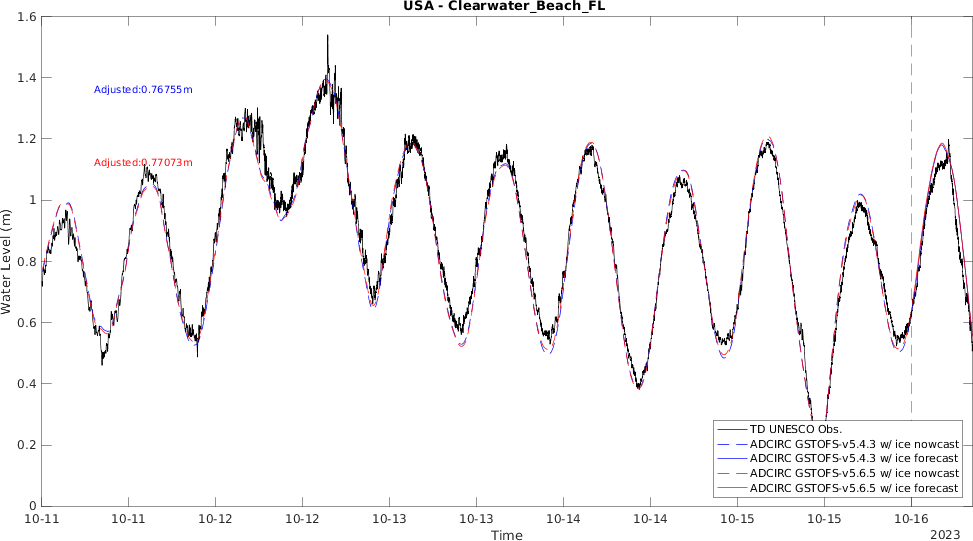 USA - Clearwater_Beach_FL
1.6
1.4
Adjusted:0.76755m
1.2
Adjusted:0.77073m
1
0.8
0.6
0.4
0.2
0
Water Level (m)
TD UNESCO Obs.
ADCIRC GSTOFS-v5.4.3 w/ ice nowcast
ADCIRC GSTOFS-v5.4.3 w/ ice forecast
ADCIRC GSTOFS-v5.6.5 w/ ice nowcast
ADCIRC GSTOFS-v5.6.5 w/ ice forecast
10-11 10-11 10-12 10-12 10-13 10-13 10-14 10-14 10-15 10-15 10-16
Time
2023